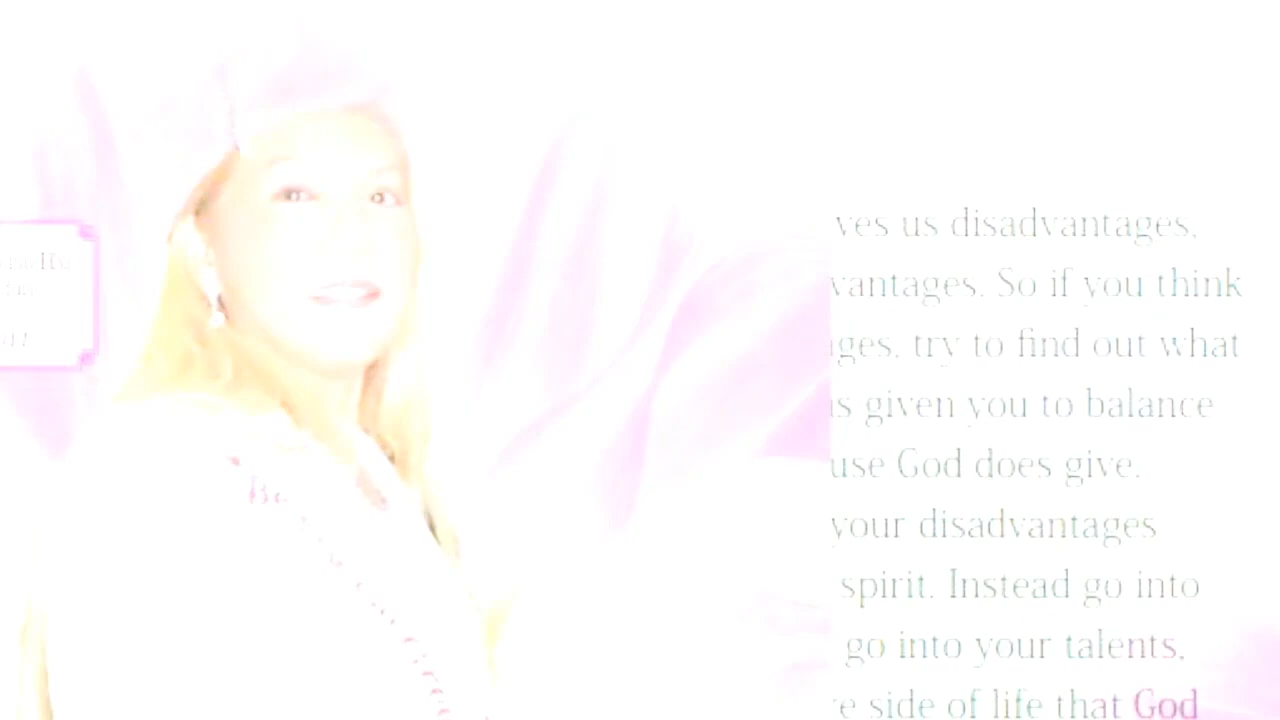 ves us disadvantages,
vantages. So if you think
ges, try to find out what
is given you to balance
use God does give.
your disadvantages
spirit. Instead go into
go into your talents,
e side of life that God